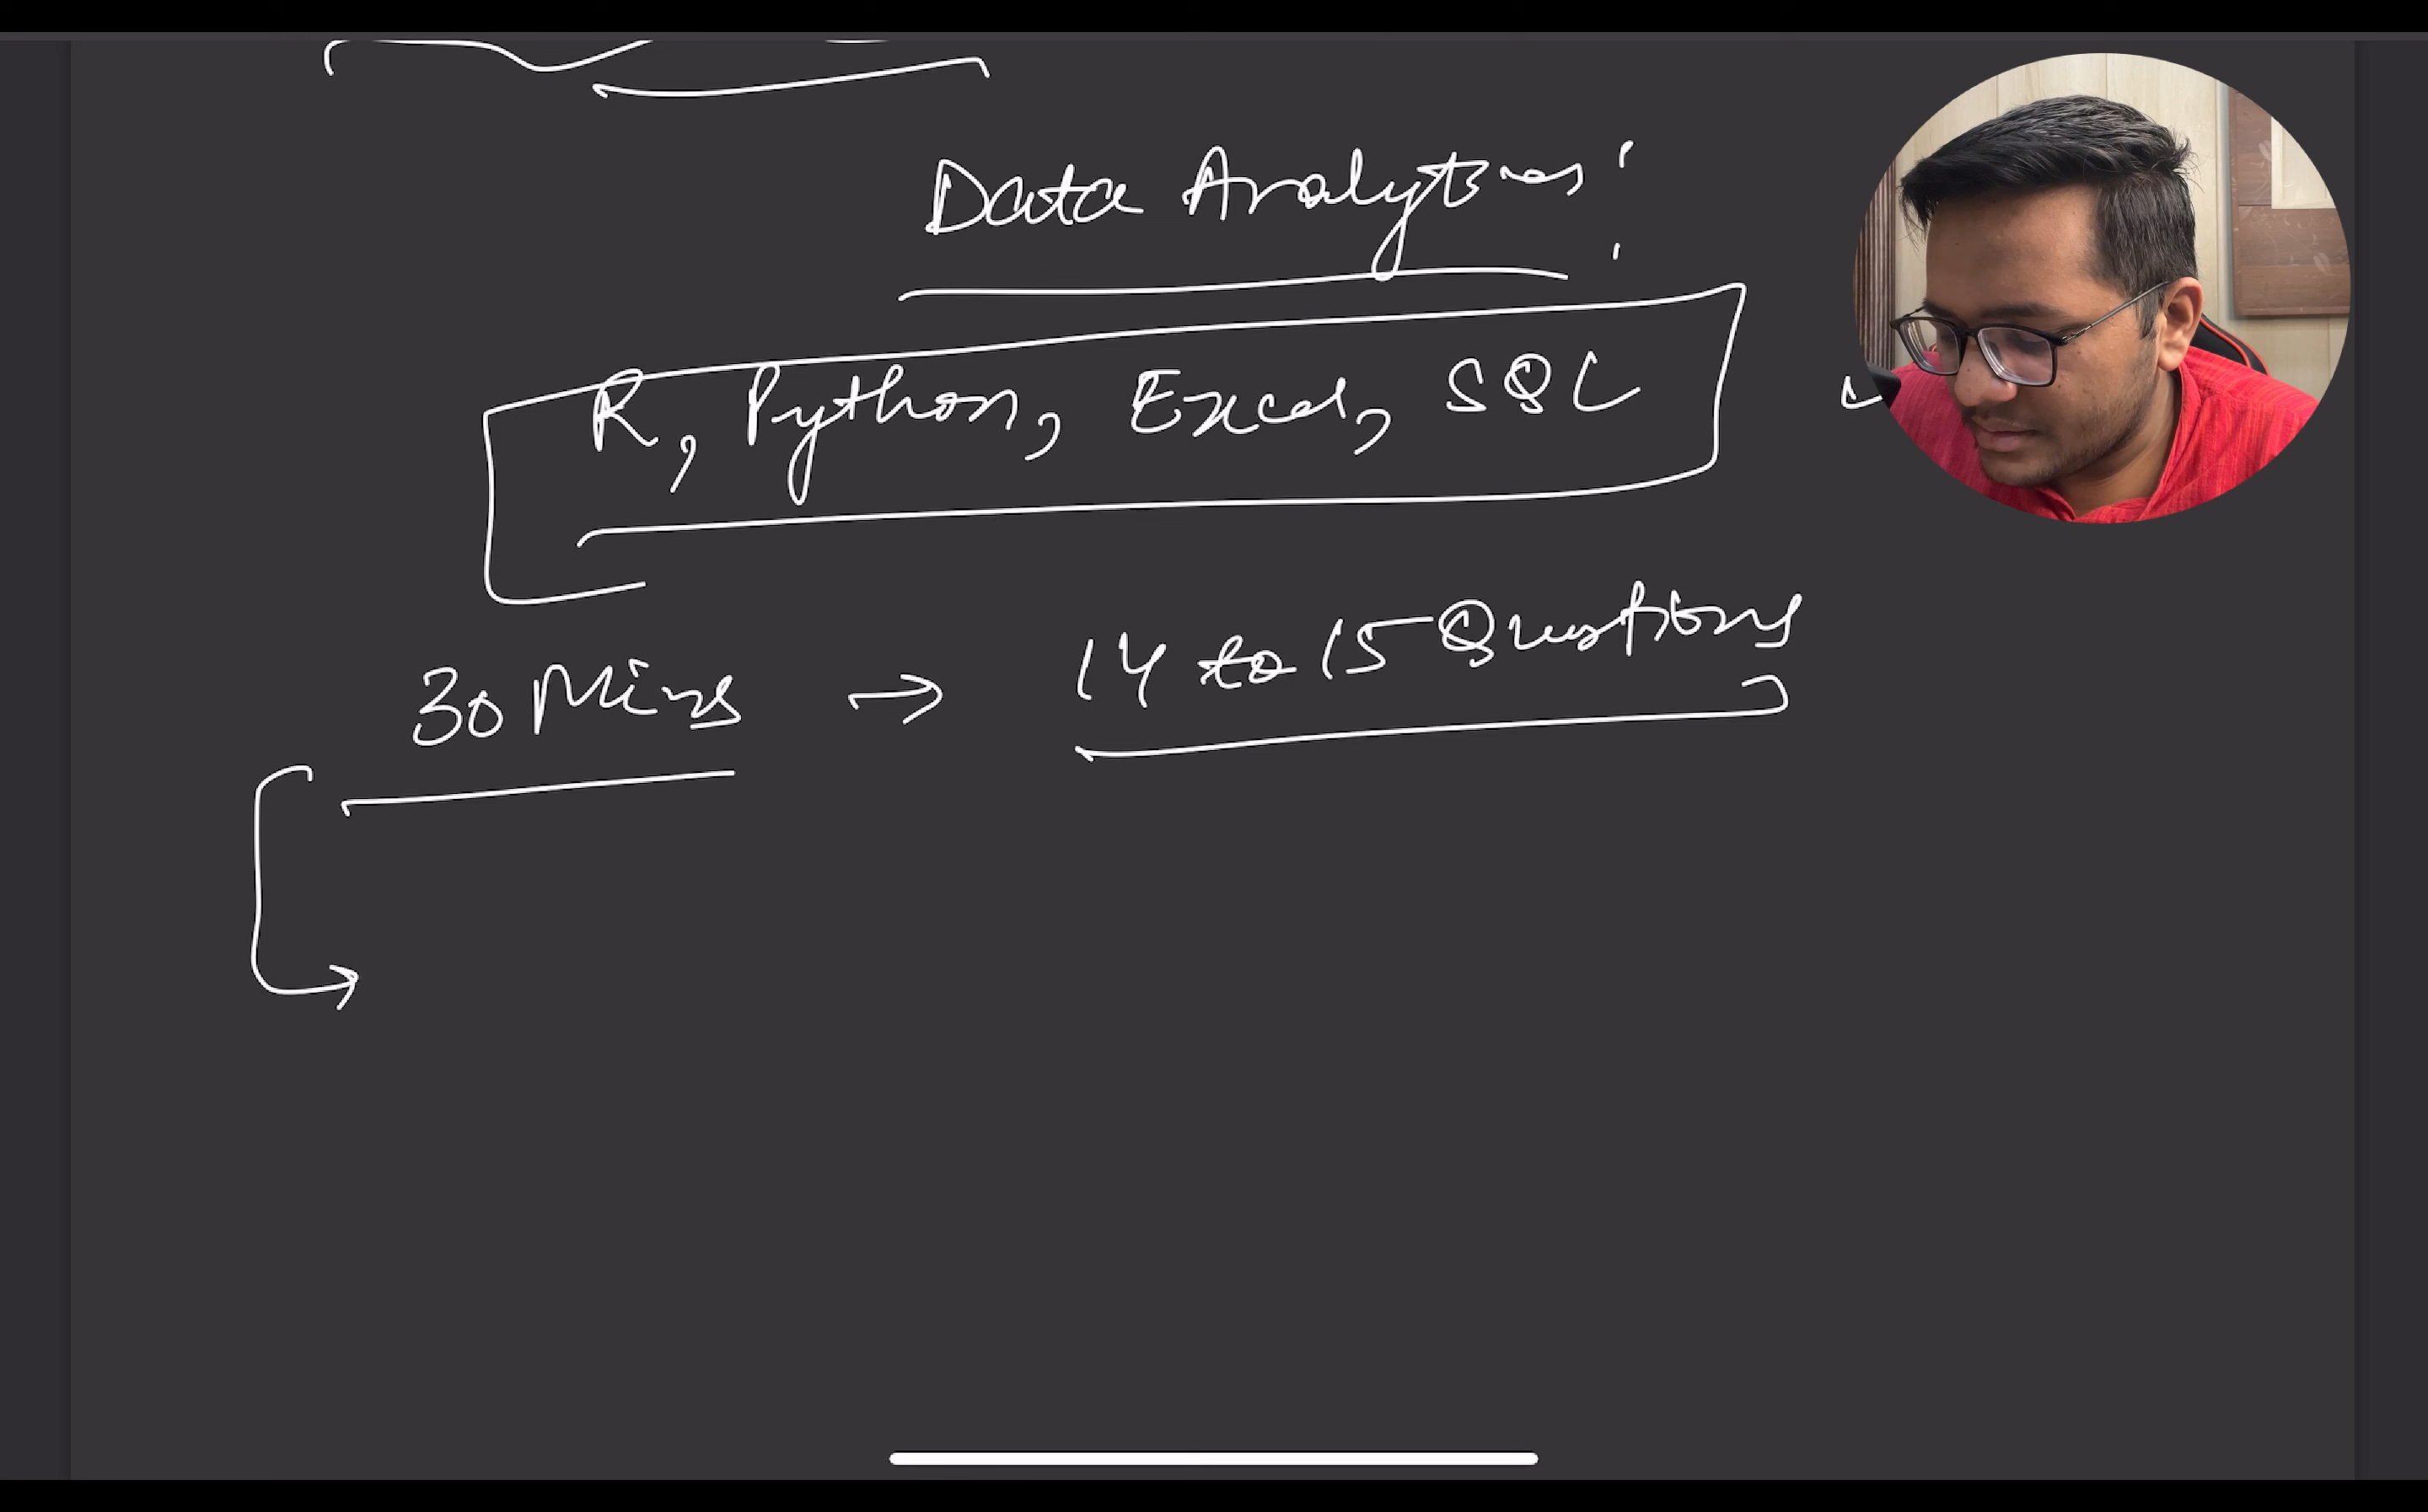 Data Analytics:
R, Python, Excel, SQL
30 Mins → 14 to 15 Questions